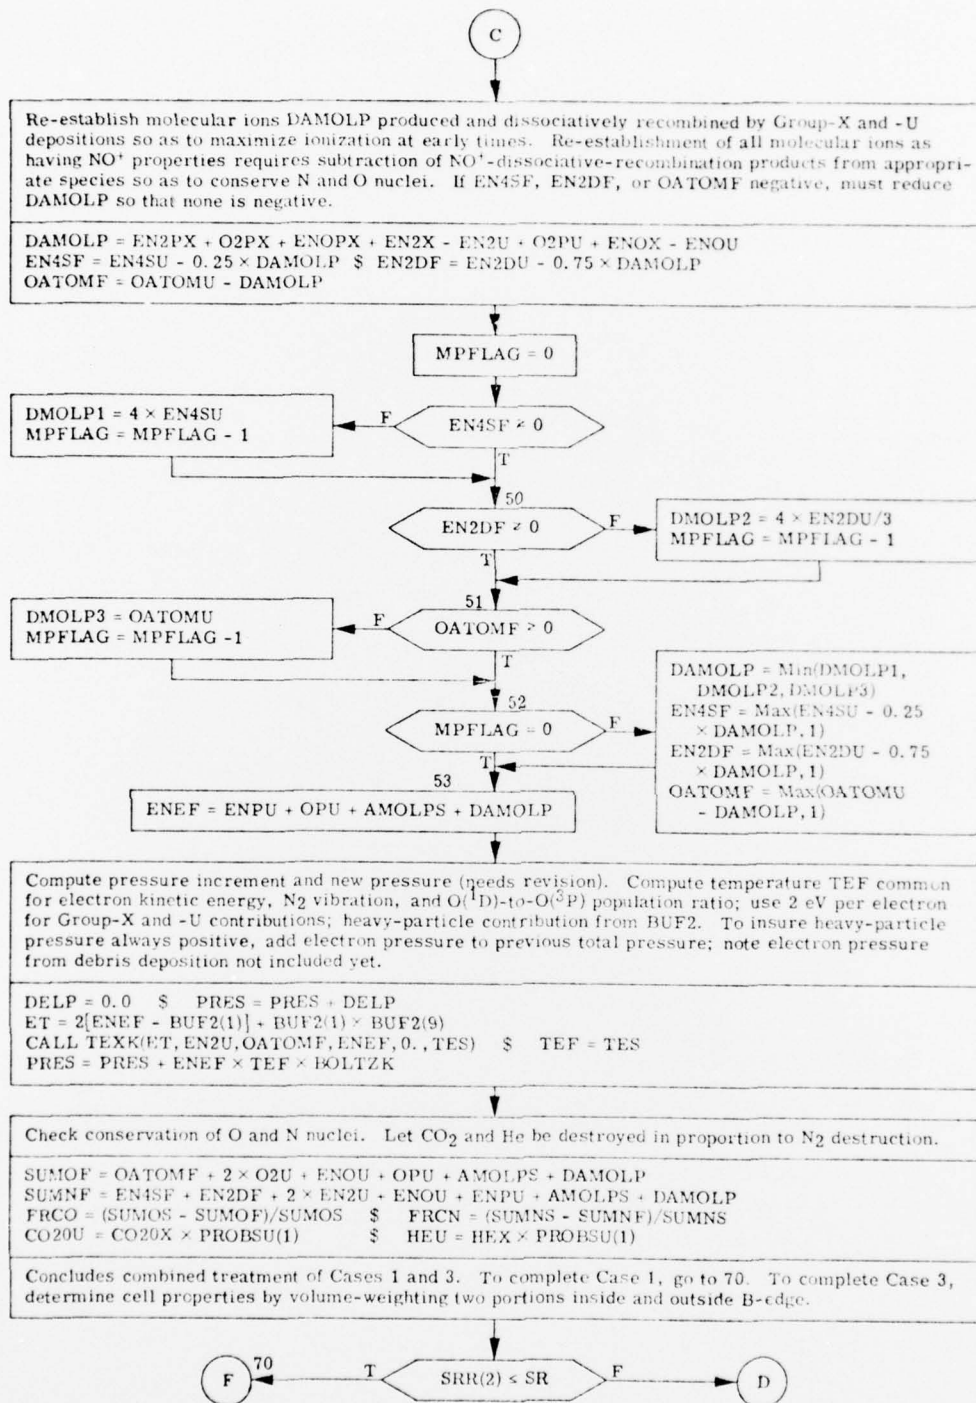 C
Re-establish molecular ions DAMOLP produced and dissociatively recombined by Group-X and -U
depositions so as to maximize ionization at early times. Re-establishment of all molecular ions as
having NO⁺ properties requires subtraction of NO⁺-dissociative-recombination products from appropri-
ate species so as to conserve N and O nuclei. If EN4SF, EN2DF, or OATOMF negative, must reduce
DAMOLP so that none is negative.
DAMOLP = EN2PX + O2PX + ENOPX + EN2X - EN2U + O2PU + ENOX - ENOU
EN4SF = EN4SU - 0.25 × DAMOLP $ EN2DF = EN2DU - 0.75 × DAMOLP
OATOMF = OATOMU - DAMOLP
MPFLAG = 0
DMOLP1 = 4 × EN4SU
MPFLAG = MPFLAG - 1
F
EN4SF ≥ 0
T
50
EN2DF ≥ 0
F
DMOLP2 = 4 × EN2DU/3
MPFLAG = MPFLAG - 1
T
51
DMOLP3 = OATOMU
MPFLAG = MPFLAG -1
F
OATOMF ≥ 0
T
52
MPFLAG = 0
F
DAMOLP = Min(DMOLP1,
DMOLP2, DMOLP3)
EN4SF = Max(EN4SU - 0.25
× DAMOLP, 1)
EN2DF = Max(EN2DU - 0.75
× DAMOLP, 1)
OATOMF = Max(OATOMU
- DAMOLP, 1)
T
53
ENEF = ENPU + OPU + AMOLPS + DAMOLP
Compute pressure increment and new pressure (needs revision). Compute temperature TEF common
for electron kinetic energy, N₂ vibration, and O(¹D)-to-O(³P) population ratio; use 2 eV per electron
for Group-X and -U contributions; heavy-particle contribution from BUF2. To insure heavy-particle
pressure always positive, add electron pressure to previous total pressure; note electron pressure
from debris deposition not included yet.
DELP = 0.0 $ PRES = PRES + DELP
ET = 2[ENEF - BUF2(1)] + BUF2(1) × BUF2(9)
CALL TEXK(ET, EN2U, OATOMF, ENEF, 0., TES) $ TEF = TES
PRES = PRES + ENEF × TEF × BOLTZK
Check conservation of O and N nuclei. Let CO₂ and He be destroyed in proportion to N₂ destruction.
SUMOF = OATOMF + 2 × O2U + ENOU + OPU + AMOLPS + DAMOLP
SUMNF = EN4SF + EN2DF + 2 × EN2U + ENOU + ENPU + AMOLPS + DAMOLP
FRCO = (SUMOS - SUMOF)/SUMOS $ FRCN = (SUMNS - SUMNF)/SUMNS
CO20U = CO20X × PROBSU(1) $ HEU = HEX × PROBSU(1)
Concludes combined treatment of Cases 1 and 3. To complete Case 1, go to 70. To complete Case 3,
determine cell properties by volume-weighting two portions inside and outside B-edge.
F
70
T
SRR(2) ≤ SR
F
D